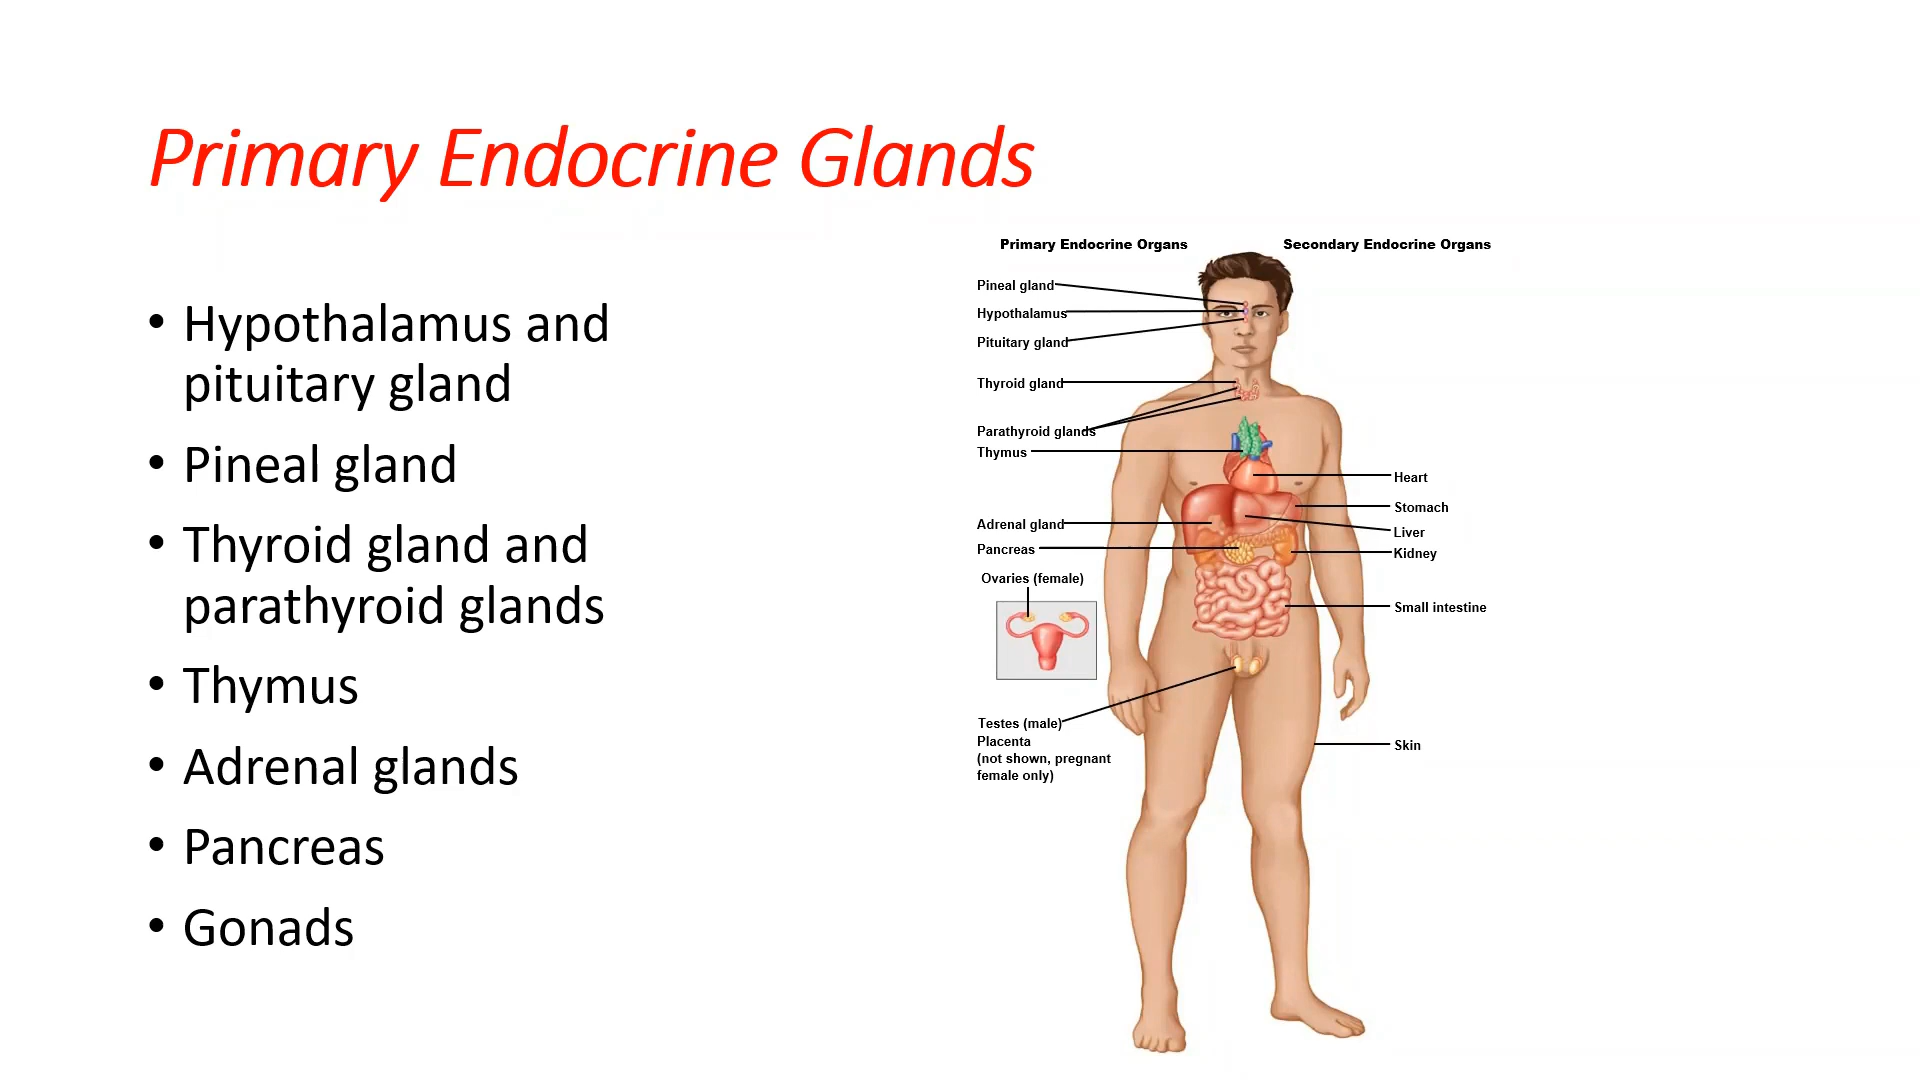 Primary Endocrine Glands
• Hypothalamus and
pituitary gland
• Pineal gland
• Thyroid gland and
parathyroid glands
• Thymus
• Adrenal glands
• Pancreas
• Gonads
Primary Endocrine Organs
Secondary Endocrine Organs
Pineal gland
Hypothalamus
Pituitary gland
Thyroid gland
Parathyroid glands
Thymus
Adrenal gland
Pancreas
Ovaries (female)
Testes (male)
Placenta
(not shown, pregnant
female only)
Heart
Stomach
Liver
Kidney
Small intestine
Skin